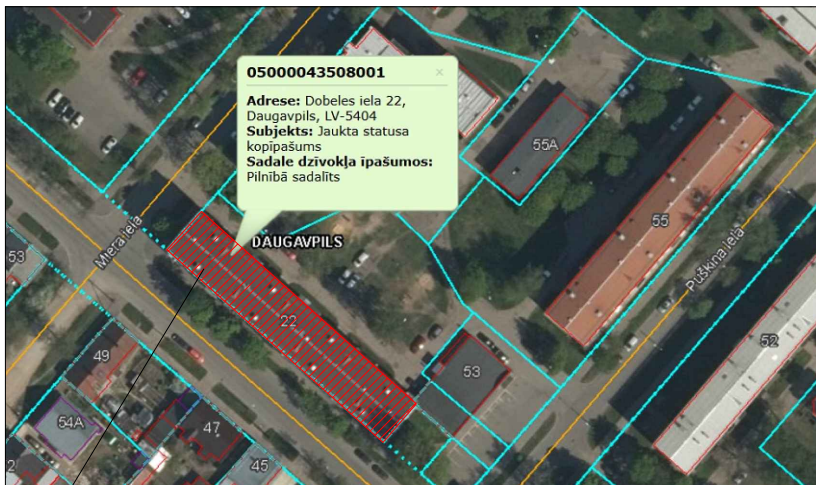 05000043508001
×
Adrese: Dobeles iela 22,
Daugavpils, LV-5404
Subjekts: Jaukta statusa
kopīpašums
Sadale dzīvokļa īpašumos:
Pilnībā sadalīts
55A
55
Miera iela
DAUGAVPILS
Puškina iela
53
22
52
49
53
54A
47
45
2